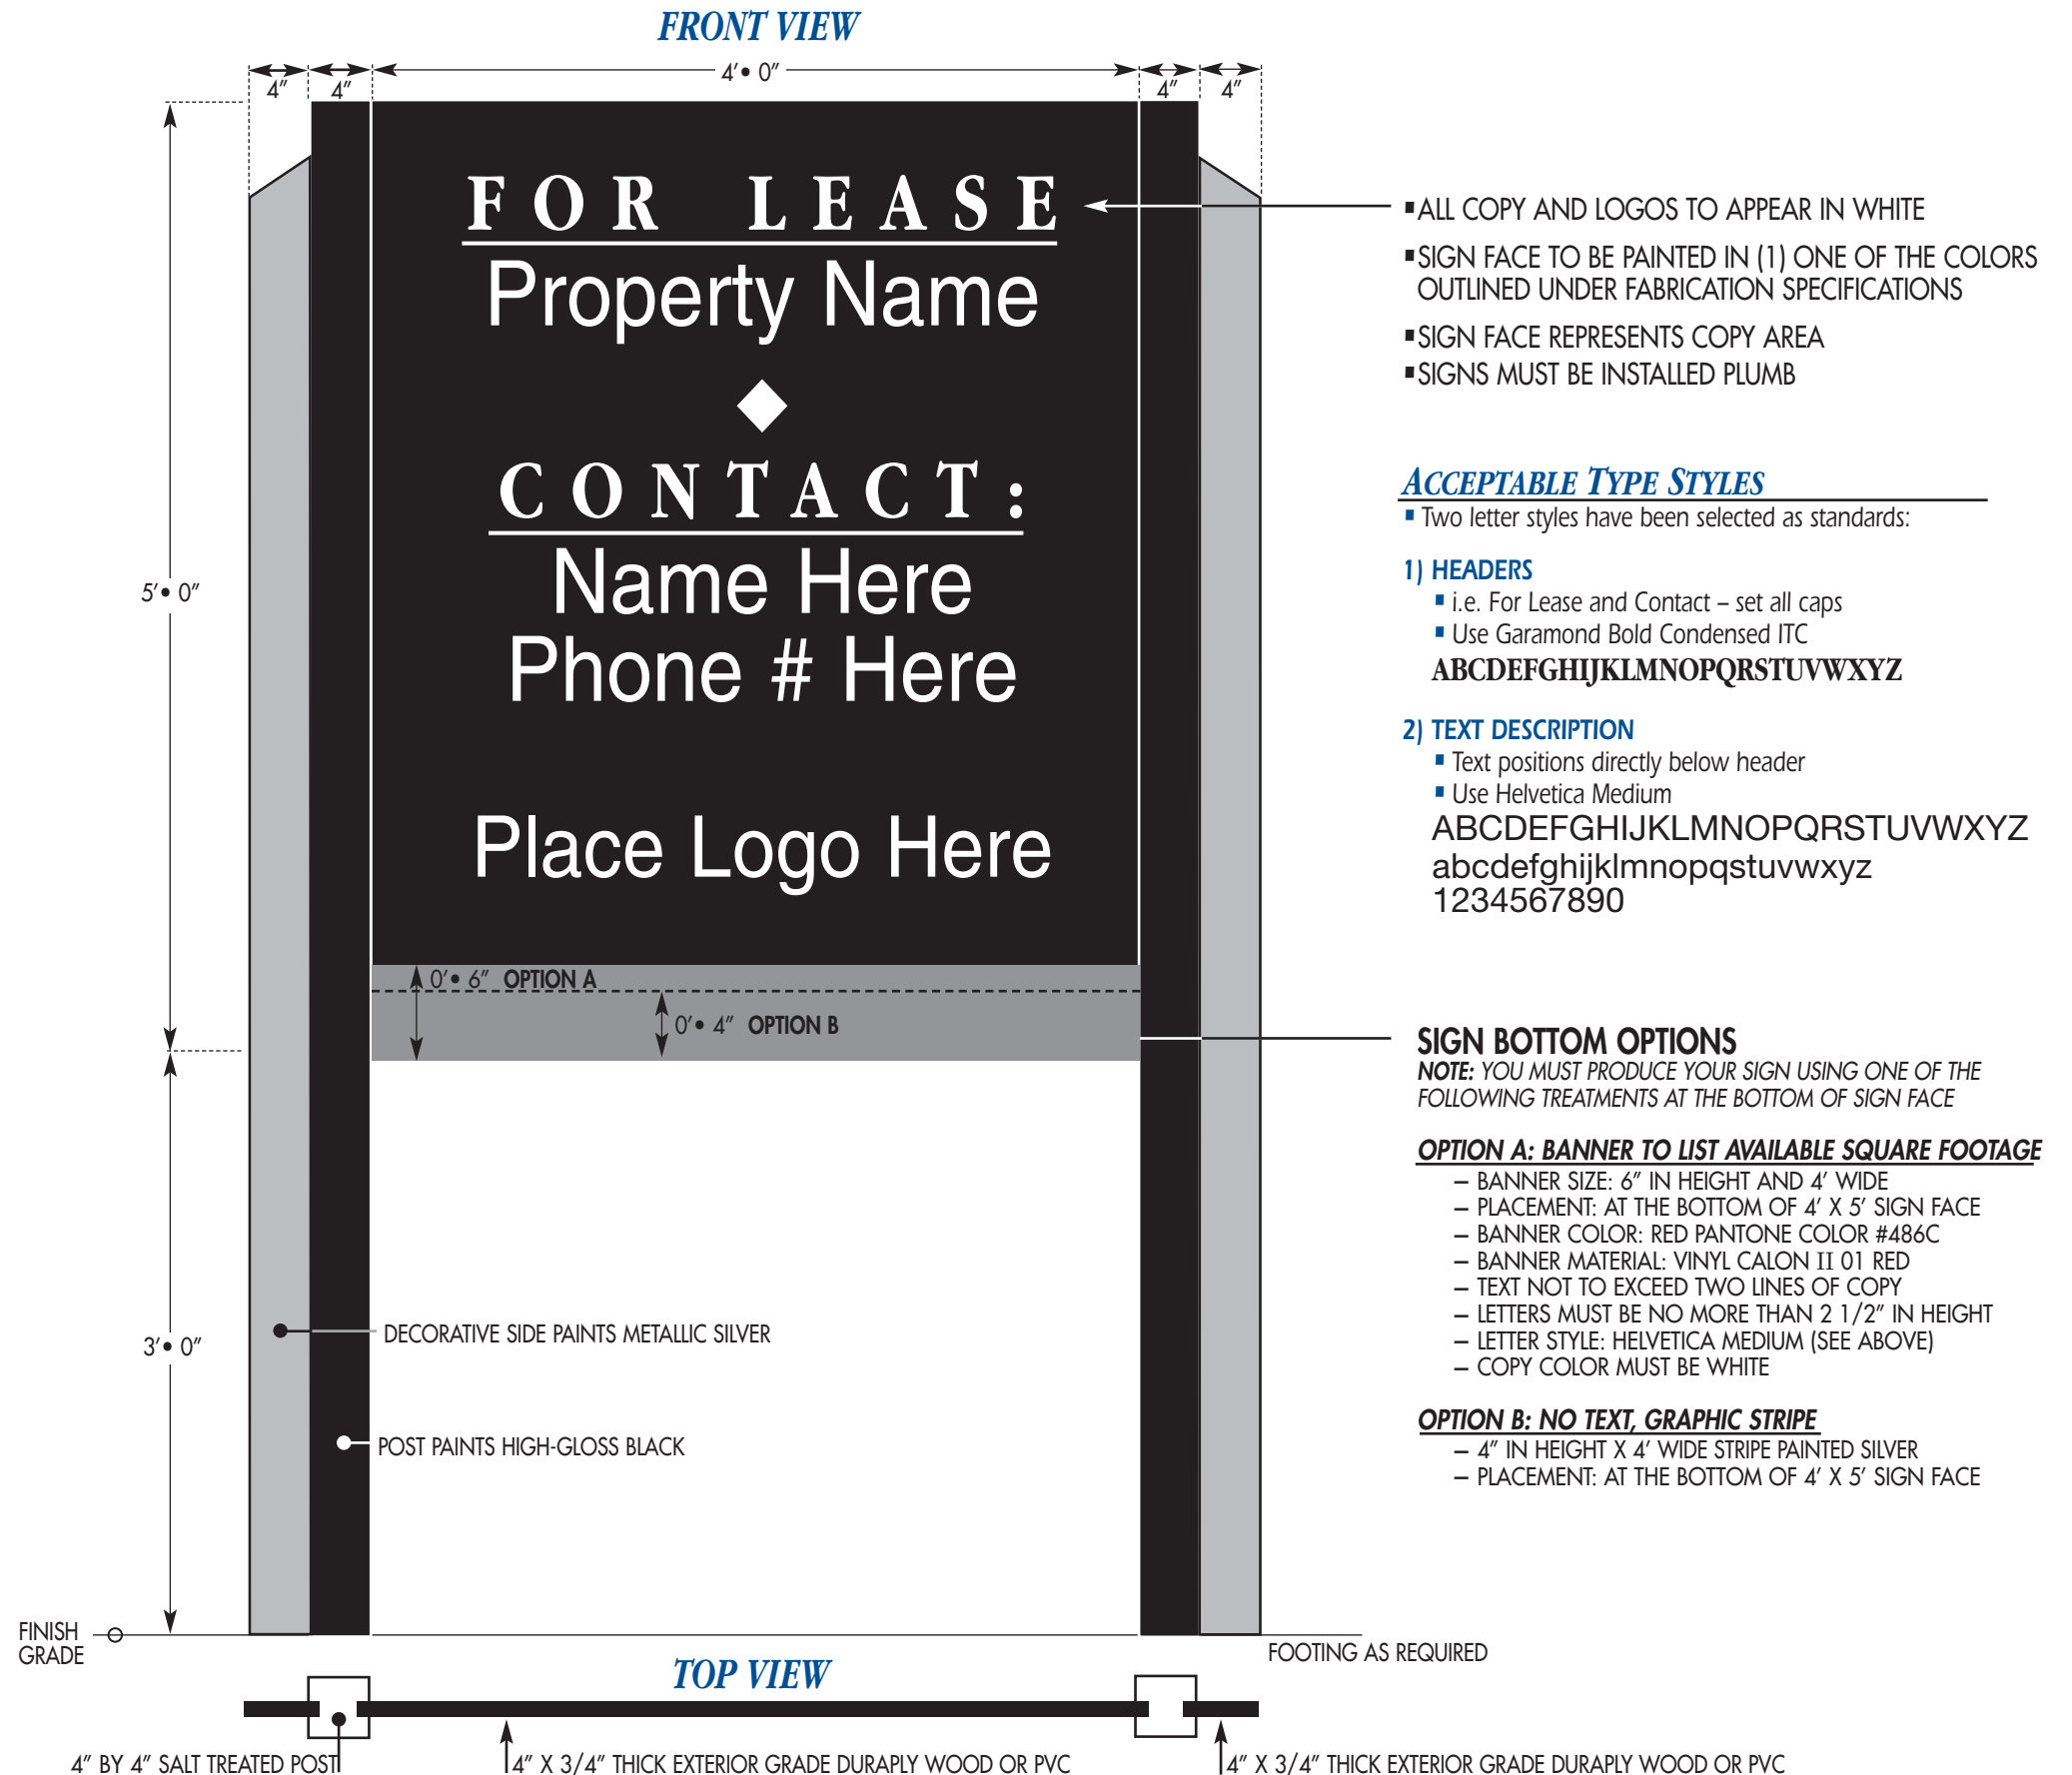 FRONT VIEW
4″ 4″ 4′• 0″ 4″ 4″
FOR LEASE
Property Name
CONTACT:
Name Here
Phone # Here
Place Logo Here
5′• 0″
0′• 6″ OPTION A
0′• 4″ OPTION B
3′• 0″
DECORATIVE SIDE PAINTS METALLIC SILVER
POST PAINTS HIGH-GLOSS BLACK
FINISH
GRADE
FOOTING AS REQUIRED
▪ALL COPY AND LOGOS TO APPEAR IN WHITE
▪SIGN FACE TO BE PAINTED IN (1) ONE OF THE COLORS
OUTLINED UNDER FABRICATION SPECIFICATIONS
▪SIGN FACE REPRESENTS COPY AREA
▪SIGNS MUST BE INSTALLED PLUMB
ACCEPTABLE TYPE STYLES
▪ Two letter styles have been selected as standards:
1) HEADERS
▪ i.e. For Lease and Contact – set all caps
▪ Use Garamond Bold Condensed ITC
ABCDEFGHIJKLMNOPQRSTUVWXYZ
2) TEXT DESCRIPTION
▪ Text positions directly below header
▪ Use Helvetica Medium
ABCDEFGHIJKLMNOPQRSTUVWXYZ
abcdefghijklmnopqstuvwxyz
1234567890
SIGN BOTTOM OPTIONS
NOTE: YOU MUST PRODUCE YOUR SIGN USING ONE OF THE
FOLLOWING TREATMENTS AT THE BOTTOM OF SIGN FACE
OPTION A: BANNER TO LIST AVAILABLE SQUARE FOOTAGE
– BANNER SIZE: 6″ IN HEIGHT AND 4′ WIDE
– PLACEMENT: AT THE BOTTOM OF 4′ X 5′ SIGN FACE
– BANNER COLOR: RED PANTONE COLOR #486C
– BANNER MATERIAL: VINYL CALON II 01 RED
– TEXT NOT TO EXCEED TWO LINES OF COPY
– LETTERS MUST BE NO MORE THAN 2 1/2″ IN HEIGHT
– LETTER STYLE: HELVETICA MEDIUM (SEE ABOVE)
– COPY COLOR MUST BE WHITE
OPTION B: NO TEXT, GRAPHIC STRIPE
– 4″ IN HEIGHT X 4′ WIDE STRIPE PAINTED SILVER
– PLACEMENT: AT THE BOTTOM OF 4′ X 5′ SIGN FACE
TOP VIEW
4″ BY 4″ SALT TREATED POST
4″ X 3/4″ THICK EXTERIOR GRADE DURAPLY WOOD OR PVC
4″ X 3/4″ THICK EXTERIOR GRADE DURAPLY WOOD OR PVC